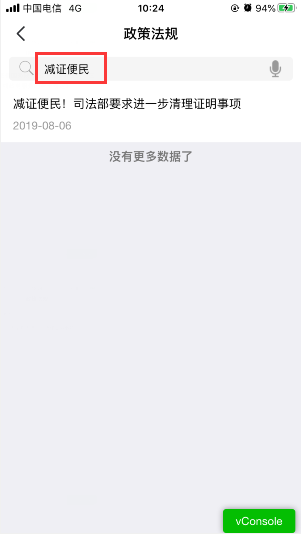 中国电信 4G 10:24 94%
政策法规
减证便民
减证便民！司法部要求进一步清理证明事项
2019-08-06
没有更多数据了
vConsole